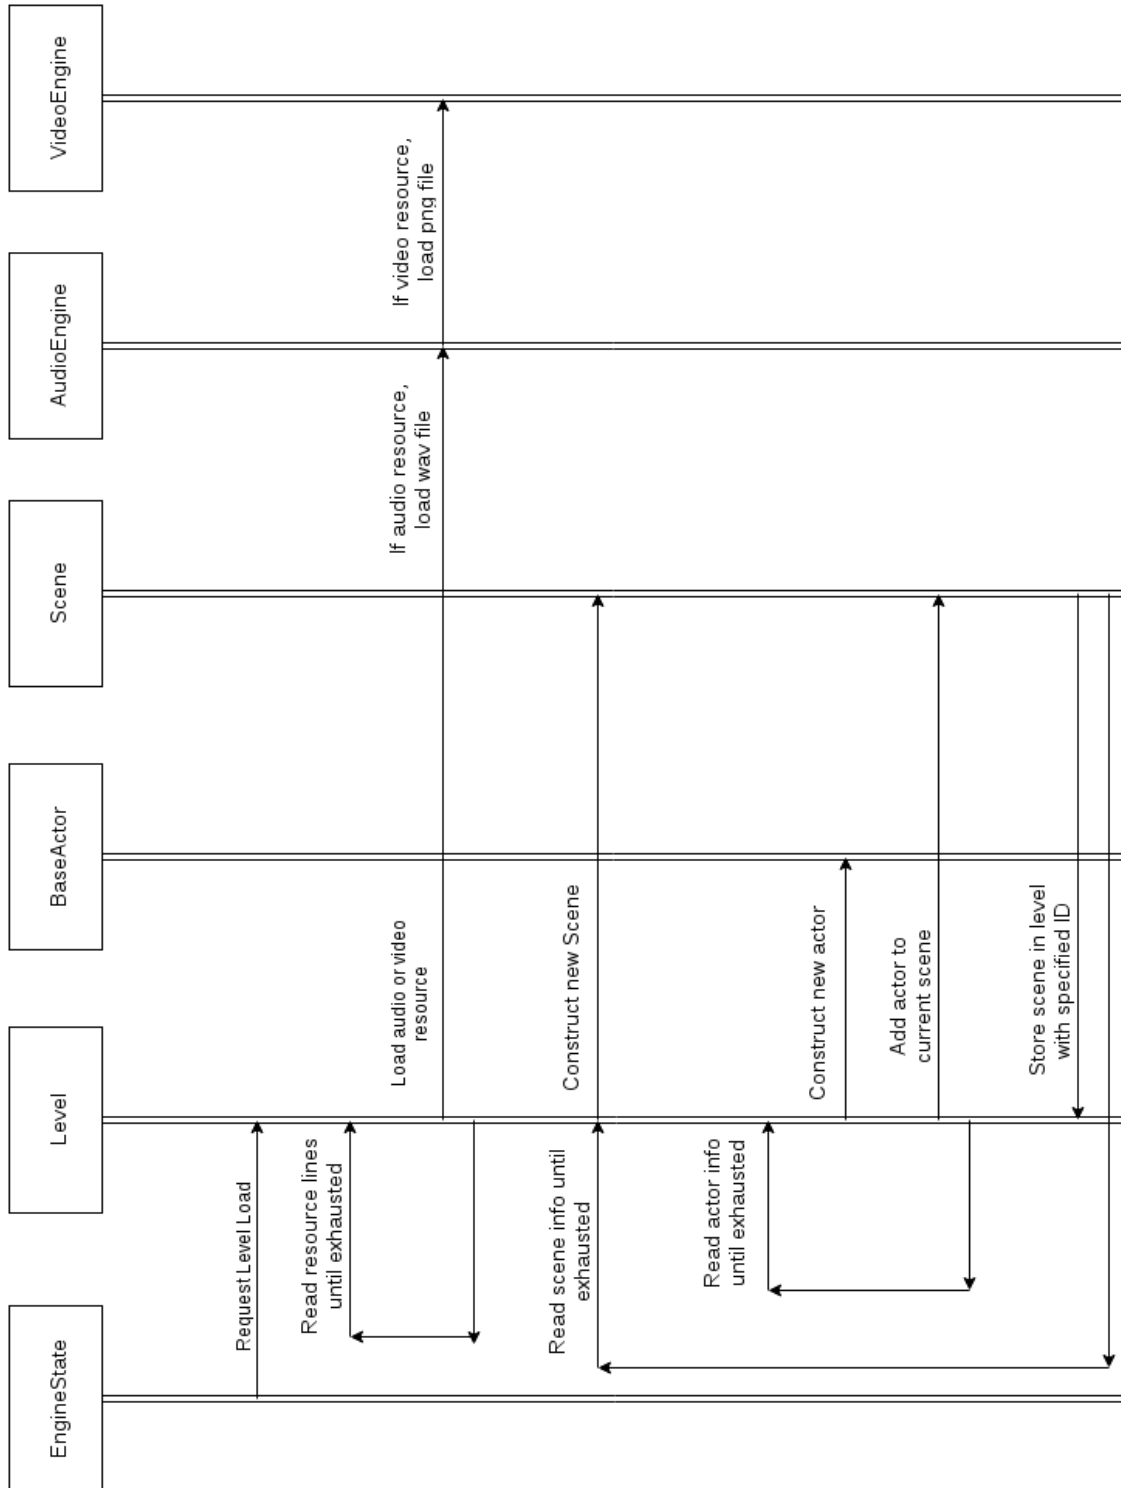 EngineState
Level
BaseActor
Scene
AudioEngine
VideoEngine
Request Level Load
Read resource lines
until exhausted
Load audio or video
resource
If audio resource,
load wav file
If video resource,
load png file
Read scene info until
exhausted
Construct new Scene
Read actor info
until exhausted
Construct new actor
Add actor to
current scene
Store scene in level
with specified ID